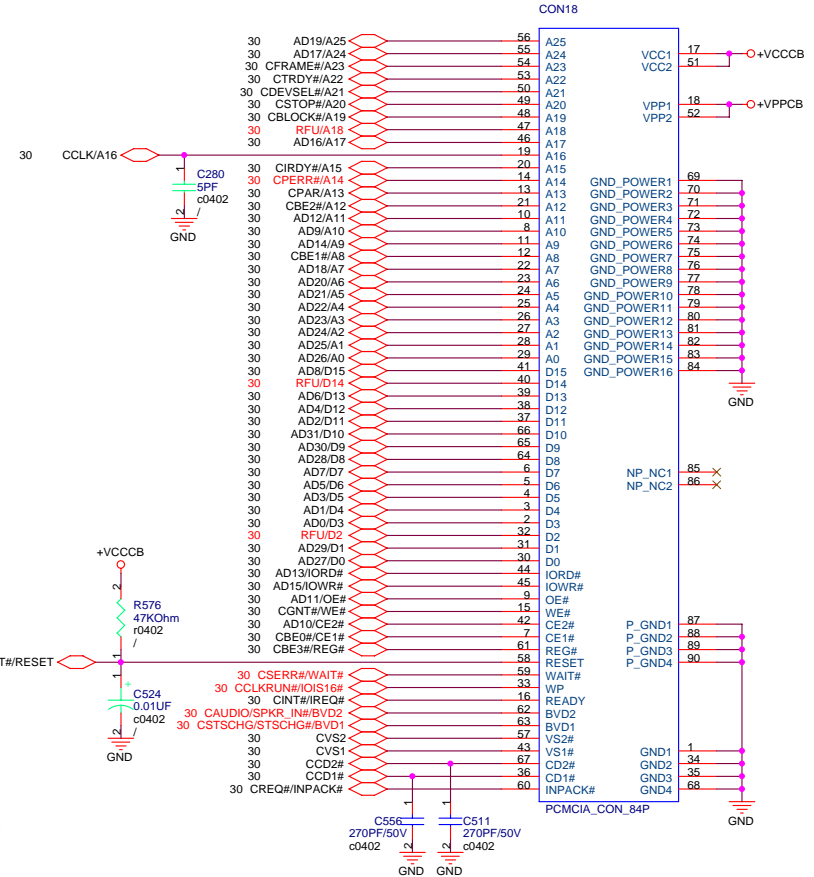 CON18
30 AD19/A25 56 A25
30 AD17/A24 55 A24 VCC1 17 +VCCCB
30 CFRAME#/A23 54 A23 VCC2 51
30 CTRDY#/A22 53 A22
30 CDEVSEL#/A21 50 A21
30 CSTOP#/A20 49 A20 VPP1 18 +VPPCB
30 CBLOCK#/A19 48 A19 VPP2 52
30 RFU/A18 47 A18
30 AD16/A17 46 A17
30 CCLK/A16 19 A16
30 CIRDY#/A15 20 A15
30 CPERR#/A14 14 A14 GND_POWER1 69
30 CPAR/A13 13 A13 GND_POWER2 70
30 CBE2#/A12 21 A12 GND_POWER3 71
30 AD12/A11 10 A11 GND_POWER4 72
30 AD9/A10 8 A10 GND_POWER5 73
30 AD14/A9 11 A9 GND_POWER6 74
30 CBE1#/A8 12 A8 GND_POWER7 75
30 AD18/A7 22 A7 GND_POWER8 76
30 AD20/A6 23 A6 GND_POWER9 77
30 AD21/A5 24 A5 GND_POWER10 78
30 AD22/A4 25 A4 GND_POWER11 79
30 AD23/A3 26 A3 GND_POWER12 80
30 AD24/A2 27 A2 GND_POWER13 81
30 AD25/A1 28 A1 GND_POWER14 82
30 AD26/A0 29 A0 GND_POWER15 83
30 AD8/D15 41 D15 GND_POWER16 84
30 RFU/D14 40 D14
30 AD6/D13 39 D13
GND
30 AD4/D12 38 D12
30 AD2/D11 37 D11
30 AD31/D10 66 D10
30 AD30/D9 65 D9
30 AD28/D8 64 D8
30 AD7/D7 6 D7 NP_NC1 85
30 AD5/D6 5 D6 NP_NC2 86
30 AD3/D5 4 D5
30 AD1/D4 3 D4
30 AD0/D3 2 D3
30 RFU/D2 32 D2
30 AD29/D1 31 D1
30 AD27/D0 30 D0
30 AD13/IORD# 44 IORD#
30 AD15/IOWR# 45 IOWR#
30 AD11/OE# 9 OE#
30 CGNT#/WE# 15 WE#
30 AD10/CE2# 42 CE2# P_GND1 87
30 CBE0#/CE1# 7 CE1# P_GND2 88
30 CBE3#/REG# 61 REG# P_GND3 89
T#/RESET 58 RESET P_GND4 90
30 CSERR#/WAIT# 59 WAIT#
30 CCLKRUN#/IOIS16# 33 WP
30 CINT#/IREQ# 16 READY
30 CAUDIO/SPKR_IN#/BVD2 62 BVD2
30 CSTSCHG/STSCHG#/BVD1 63 BVD1
30 CVS2 57 VS2#
30 CVS1 43 VS1# GND1 1
30 CCD2# 67 CD2# GND2 34
30 CCD1# 36 CD1# GND3 35
30 CREQ#/INPACK# 60 INPACK# GND4 68
PCMCIA_CON_84P
GND
1
C280
5PF
c0402
/
2
GND
+VCCCB
2
R576
47KOhm
r0402
/
1
1
+
C524
0.01UF
c0402
/
2
GND
1
C556
270PF/50V
c0402
2
GND
1
C511
270PF/50V
c0402
2
GND